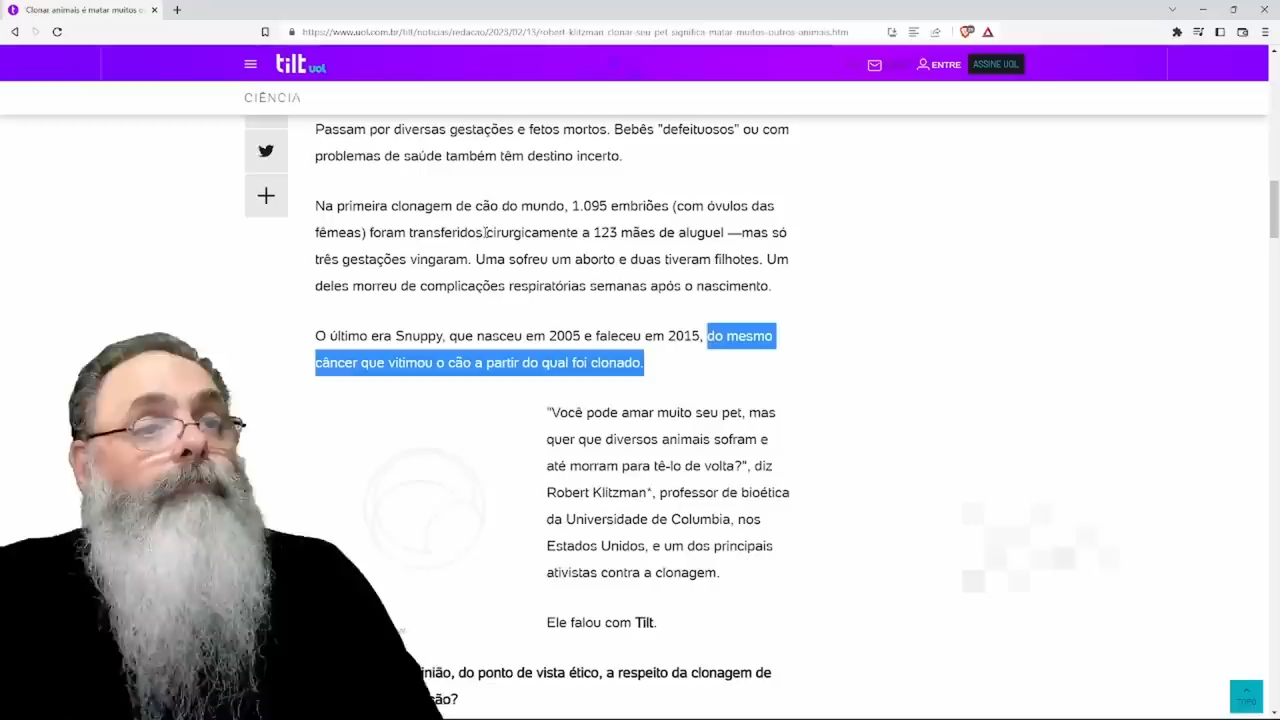 'Clonar animais é matar muitos o
https://www.uol.com.br/tilt/noticias/redacao/2023/02/13/robert-klitzman-clonar-seu-pet-significa-matar-muitos-outros-animais.htm
tilt uol
ENTRE
ASSINE UOL
CIÊNCIA
Passam por diversas gestações e fetos mortos. Bebês "defeituosos" ou com
problemas de saúde também têm destino incerto.
Na primeira clonagem de cão do mundo, 1.095 embriões (com óvulos das
fêmeas) foram transferidos cirurgicamente a 123 mães de aluguel —mas só
três gestações vingaram. Uma sofreu um aborto e duas tiveram filhotes. Um
deles morreu de complicações respiratórias semanas após o nascimento.
O último era Snuppy, que nasceu em 2005 e faleceu em 2015, do mesmo
câncer que vitimou o cão a partir do qual foi clonado.
"Você pode amar muito seu pet, mas
quer que diversos animais sofram e
até morram para tê-lo de volta?", diz
Robert Klitzman*, professor de bioética
da Universidade de Columbia, nos
Estados Unidos, e um dos principais
ativistas contra a clonagem.
Ele falou com Tilt.
inião, do ponto de vista ético, a respeito da clonagem de
ção?
TOPO